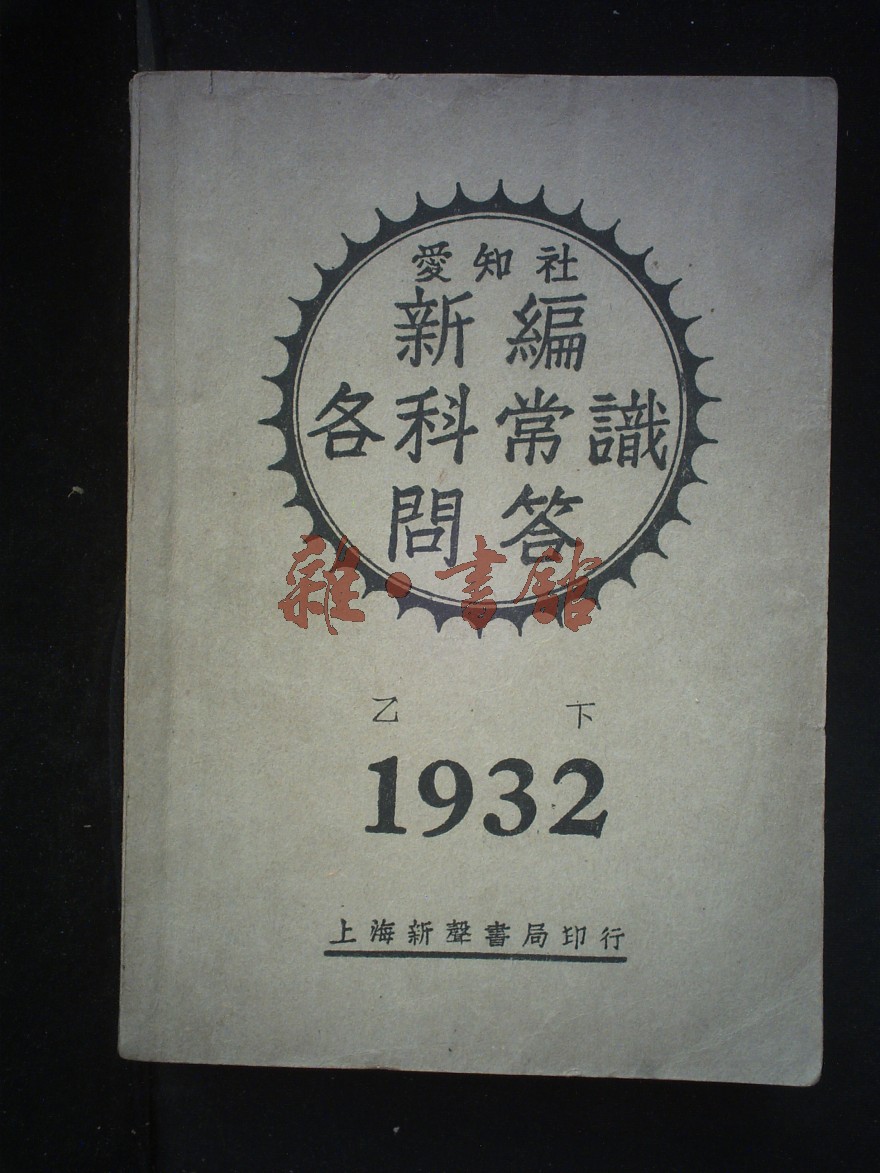 愛知社
新編
各科常識
問答
雜·書館
乙 下
1932
上海新聲書局印行